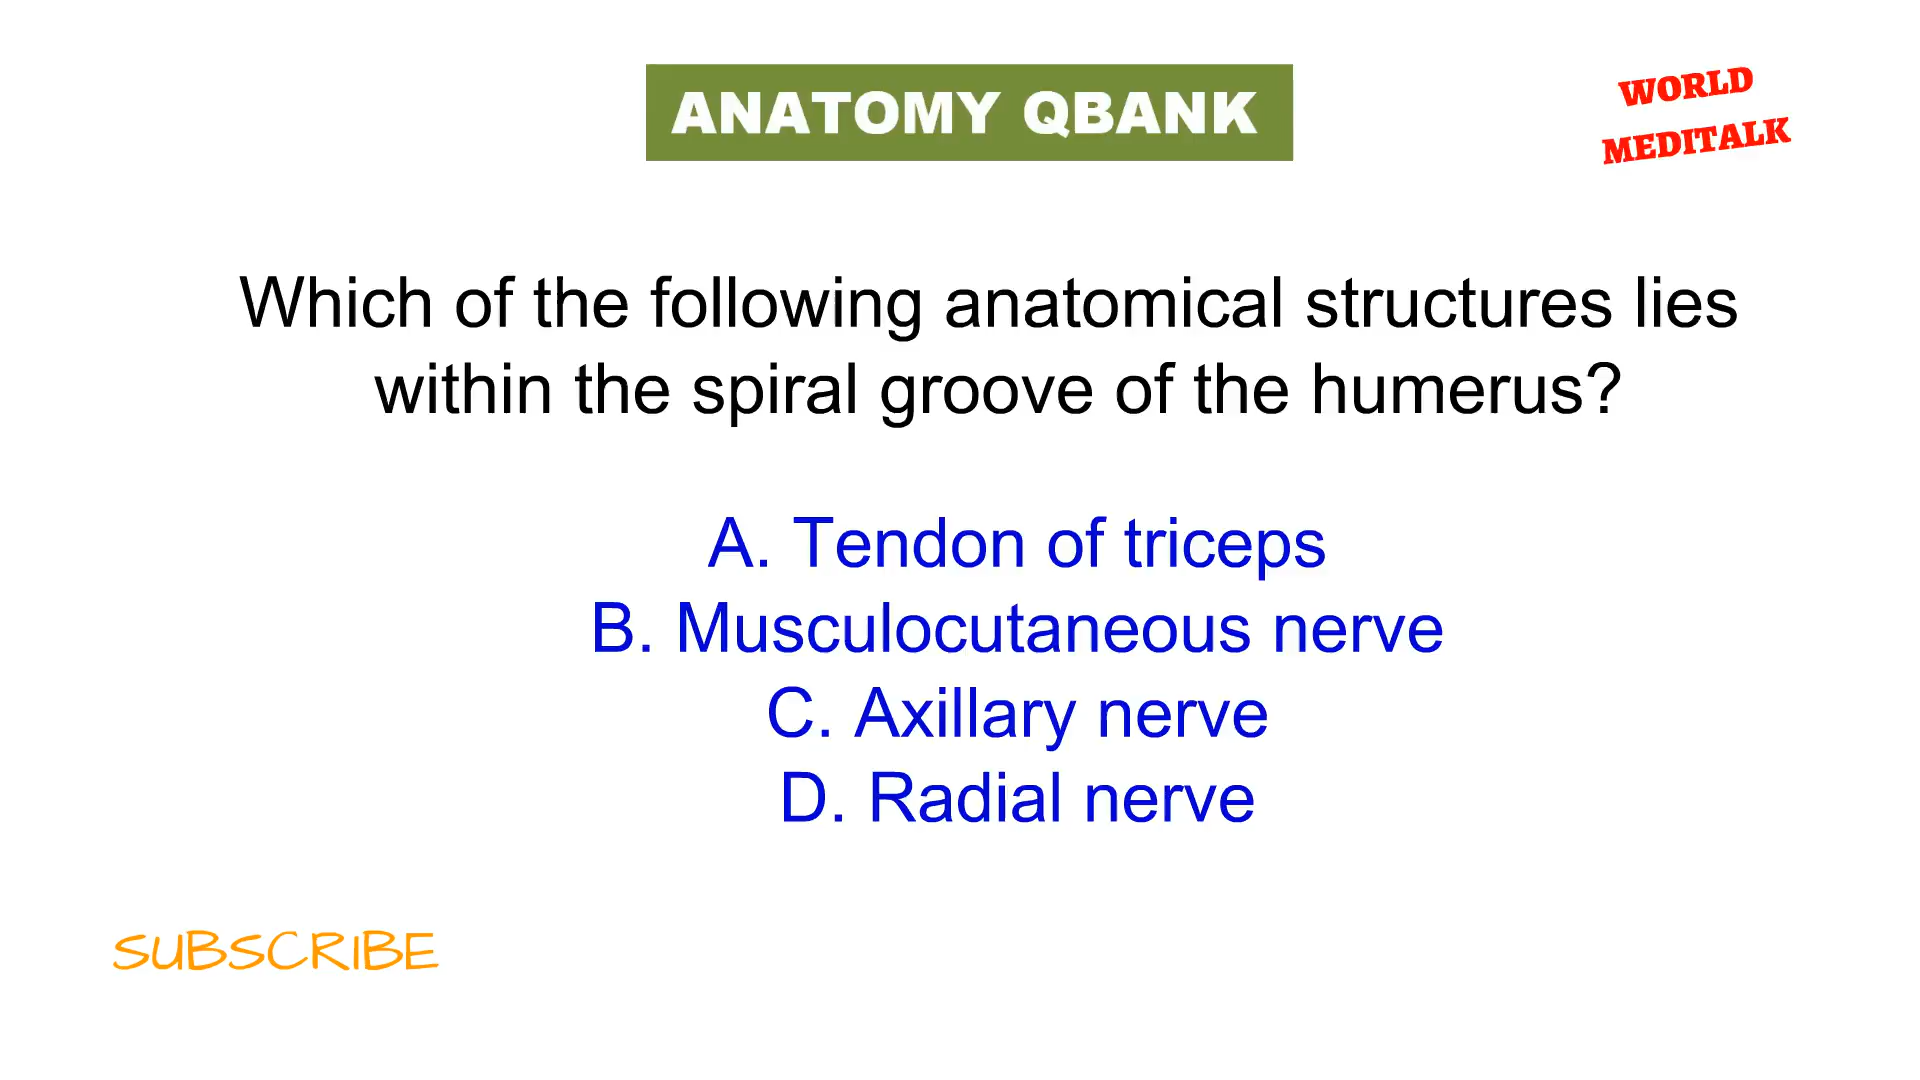 ANATOMY QBANK
WORLD
MEDITALK
Which of the following anatomical structures lies
within the spiral groove of the humerus?
A. Tendon of triceps
B. Musculocutaneous nerve
C. Axillary nerve
D. Radial nerve
SUBSCRIBE